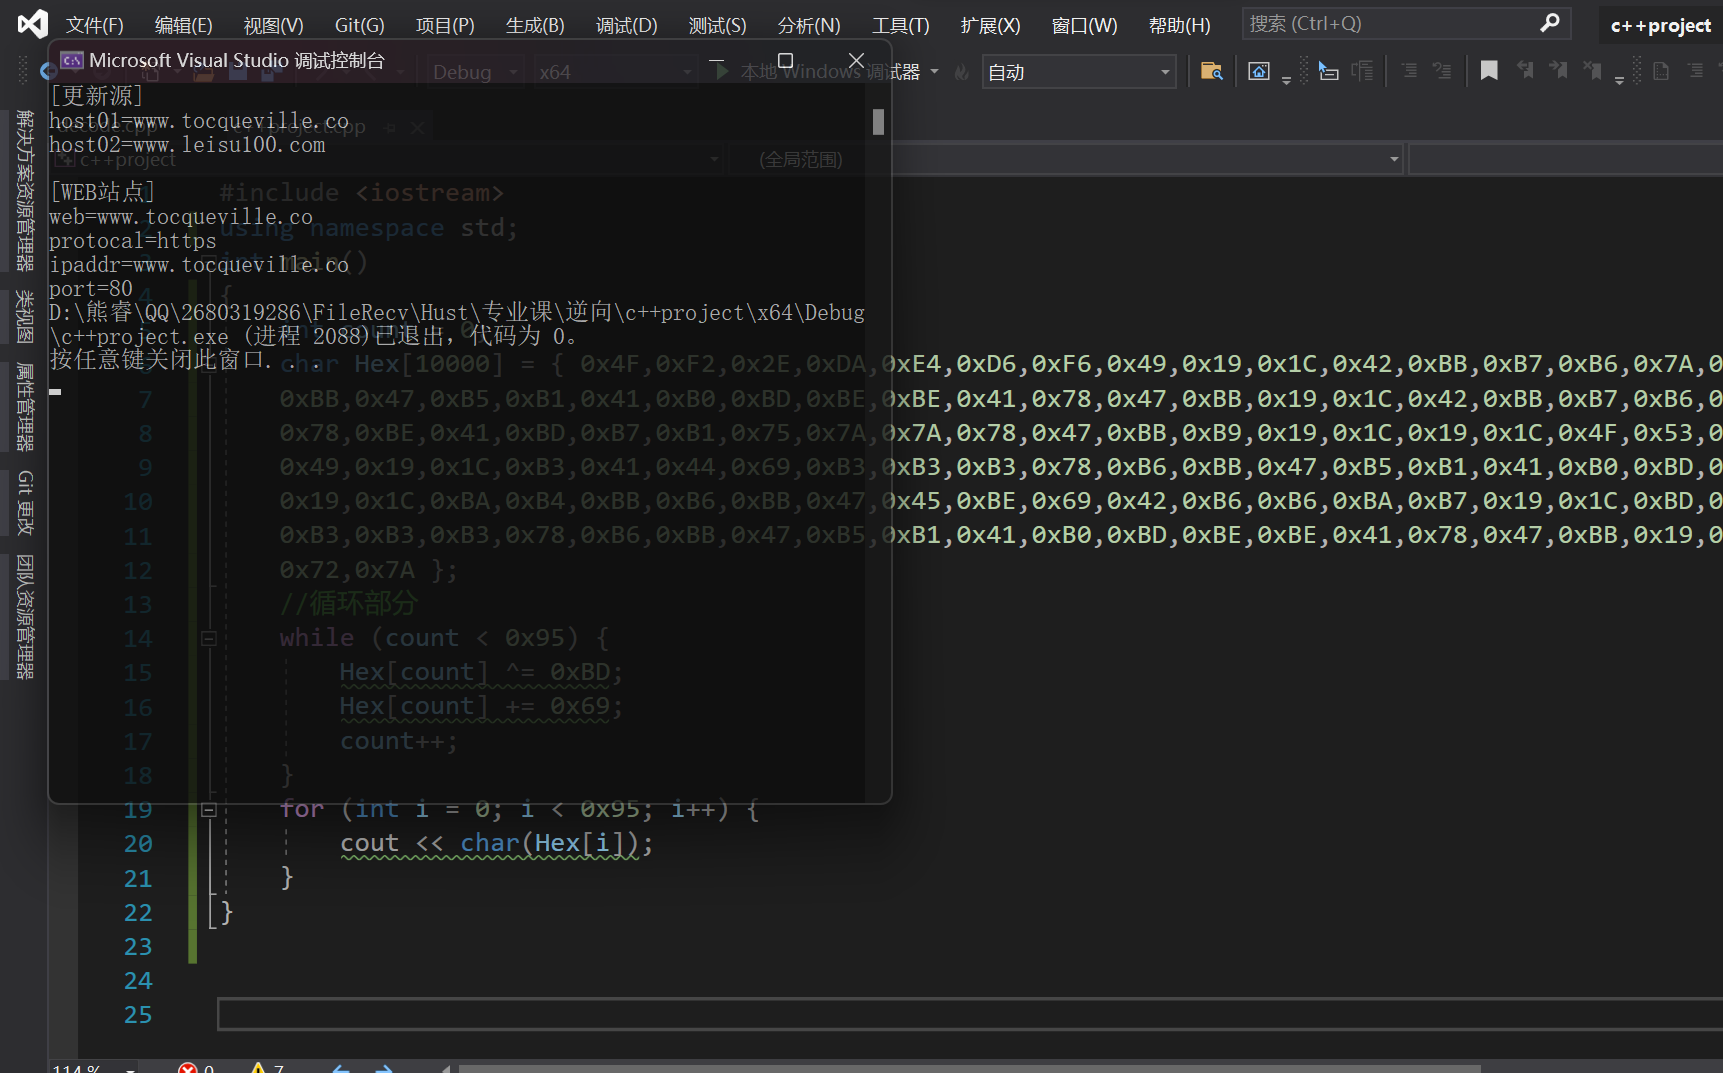 文件(F) 编辑(E) 视图(V) Git(G) 项目(P) 生成(B) 调试(D) 测试(S) 分析(N) 工具(T) 扩展(X) 窗口(W) 帮助(H) 搜索 (Ctrl+Q) c++project
Microsoft Visual Studio 调试控制台
Debug x64 本地 Windows 调试器 自动
[更新源]
host01=www.tocqueville.co
host02=www.leisu100.com
[WEB站点]
web=www.tocqueville.co
protocal=https
ipaddr=www.tocqueville.co
port=80
D:\熊睿\QQ\2680319286\FileRecv\Hust\专业课\逆向\c++project\x64\Debug
\c++project.exe (进程 2088)已退出，代码为 0。
按任意键关闭此窗口. . .
解决方案资源管理器
类视图
属性管理器
Git 更改
团队资源管理器
decode.cpp c++project.cpp
c++project (全局范围)
#include <iostream>
2 using namespace std;
int main()
4 {
int count = 0
char Hex[10000] = { 0x4F,0xF2,0x2E,0xDA,0xE4,0xD6,0xF6,0x49,0x19,0x1C,0x42,0xBB,0xB7,0xB6,0x7A,0
7 0xBB,0x47,0xB5,0xB1,0x41,0xB0,0xBD,0xBE,0xBE,0x41,0x78,0x47,0xBB,0x19,0x1C,0x42,0xBB,0xB7,0xB6,0
8 0x78,0xBE,0x41,0xBD,0xB7,0xB1,0x75,0x7A,0x7A,0x78,0x47,0xBB,0xB9,0x19,0x1C,0x19,0x1C,0x4F,0x53,0
9 0x49,0x19,0x1C,0xB3,0x41,0x44,0x69,0xB3,0xB3,0xB3,0x78,0xB6,0xBB,0x47,0xB5,0xB1,0x41,0xB0,0xBD,0
10 0x19,0x1C,0xBA,0xB4,0xBB,0xB6,0xBB,0x47,0x45,0xBE,0x69,0x42,0xB6,0xB6,0xBA,0xB7,0x19,0x1C,0xBD,0
11 0xB3,0xB3,0xB3,0x78,0xB6,0xBB,0x47,0xB5,0xB1,0x41,0xB0,0xBD,0xBE,0xBE,0x41,0x78,0x47,0xBB,0x19,0
12 0x72,0x7A };
13 //循环部分
14 while (count < 0x95) {
15 Hex[count] ^= 0xBD;
16 Hex[count] += 0x69;
17 count++;
18 }
19 for (int i = 0; i < 0x95; i++) {
20 cout << char(Hex[i]);
21 }
22 }
23
24
25
114 % 0 7